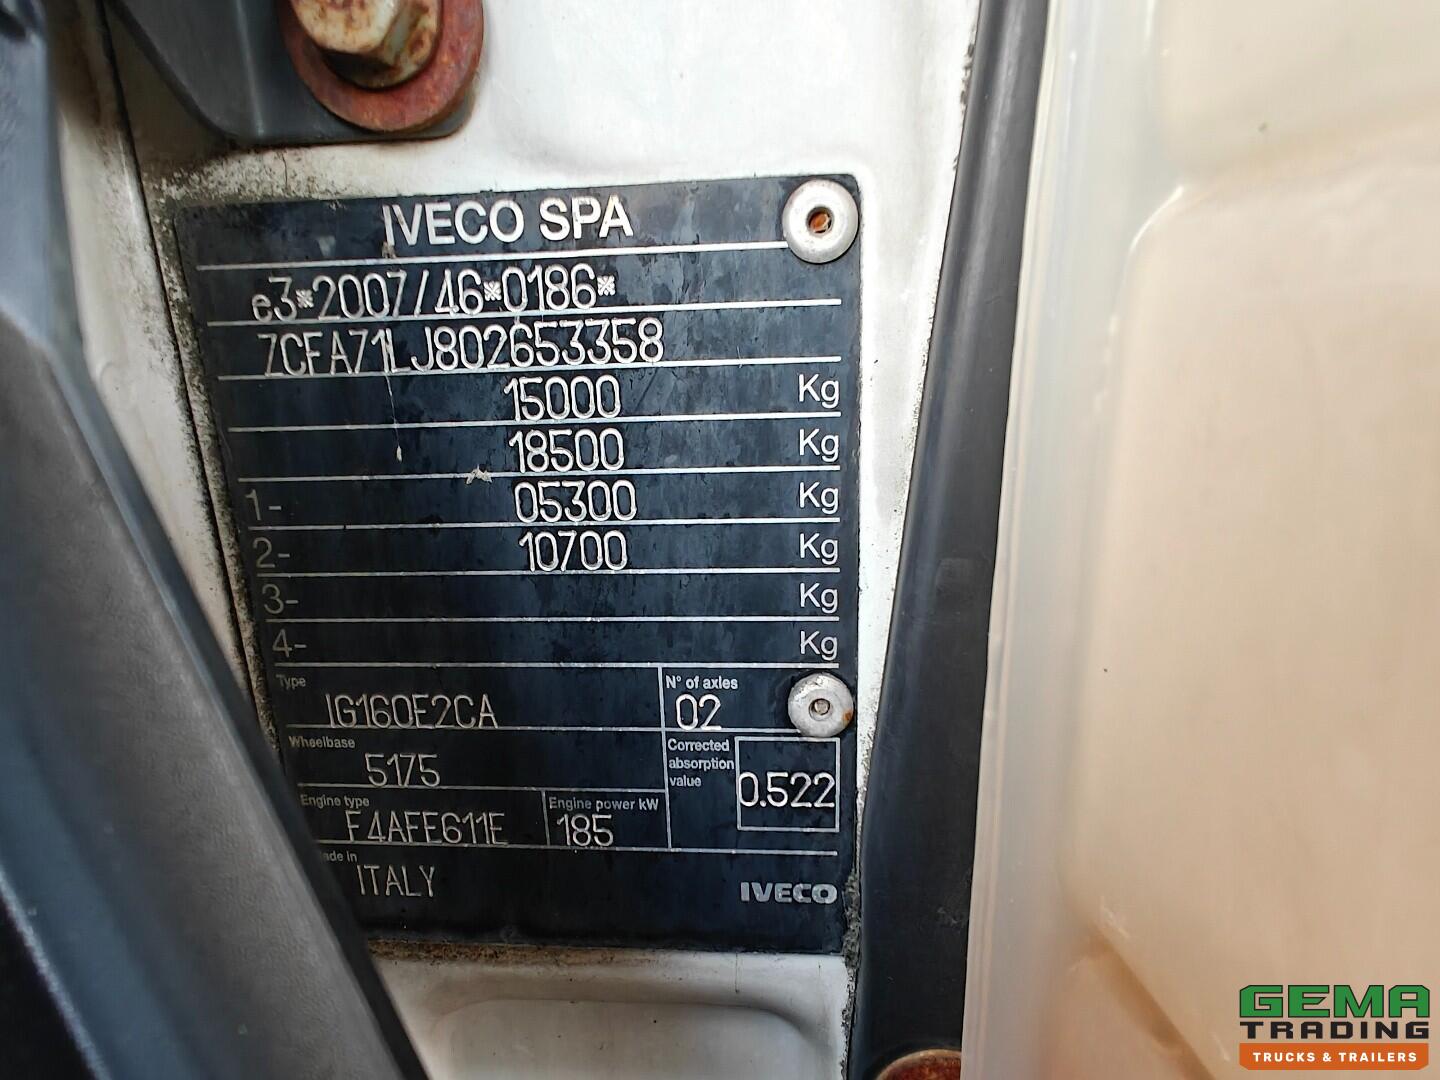 IVECO SPA
e3*2007/46*0186*
ZCFA71LJ802653358
15000 Kg
18500 Kg
1- 05300 Kg
2- 10700 Kg
3- Kg
4- Kg
Type
IG160E2CA
N° of axles
02
Wheelbase
5175
Corrected
absorption
value
0.522
Engine type
F4AFE611E
Engine power kW
185
ade in
ITALY
IVECO
GEMA
TRADING
TRUCKS & TRAILERS